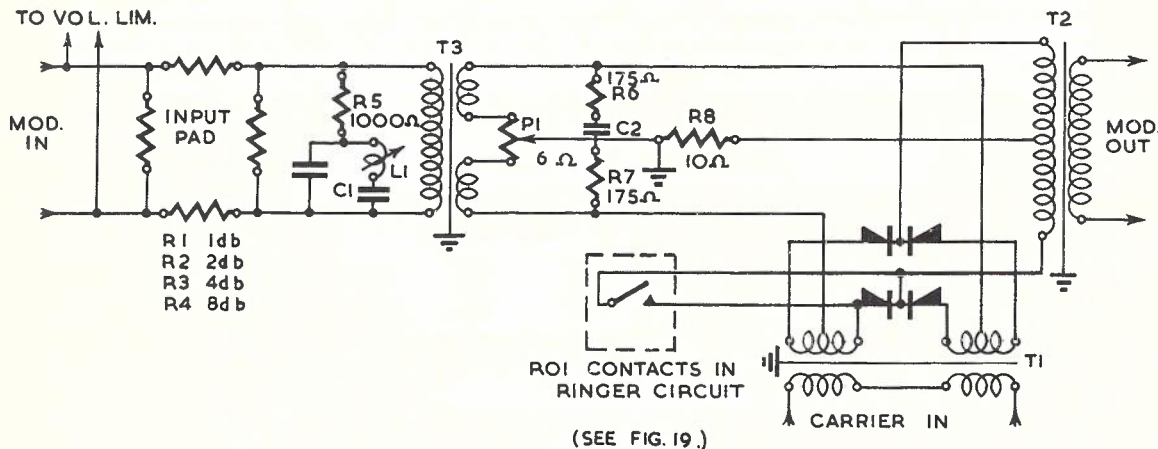 TO VOL. LIM.
MOD.
IN
INPUT
PAD
R1 1db
R2 2db
R3 4db
R4 8db
R5
1000Ω
C1
L1
T3
P1
6 Ω
175Ω
R6
C2
R7
175Ω
R8
10Ω
T2
MOD.
OUT
RO1 CONTACTS IN
RINGER CIRCUIT
(SEE FIG. 19.)
T1
CARRIER IN